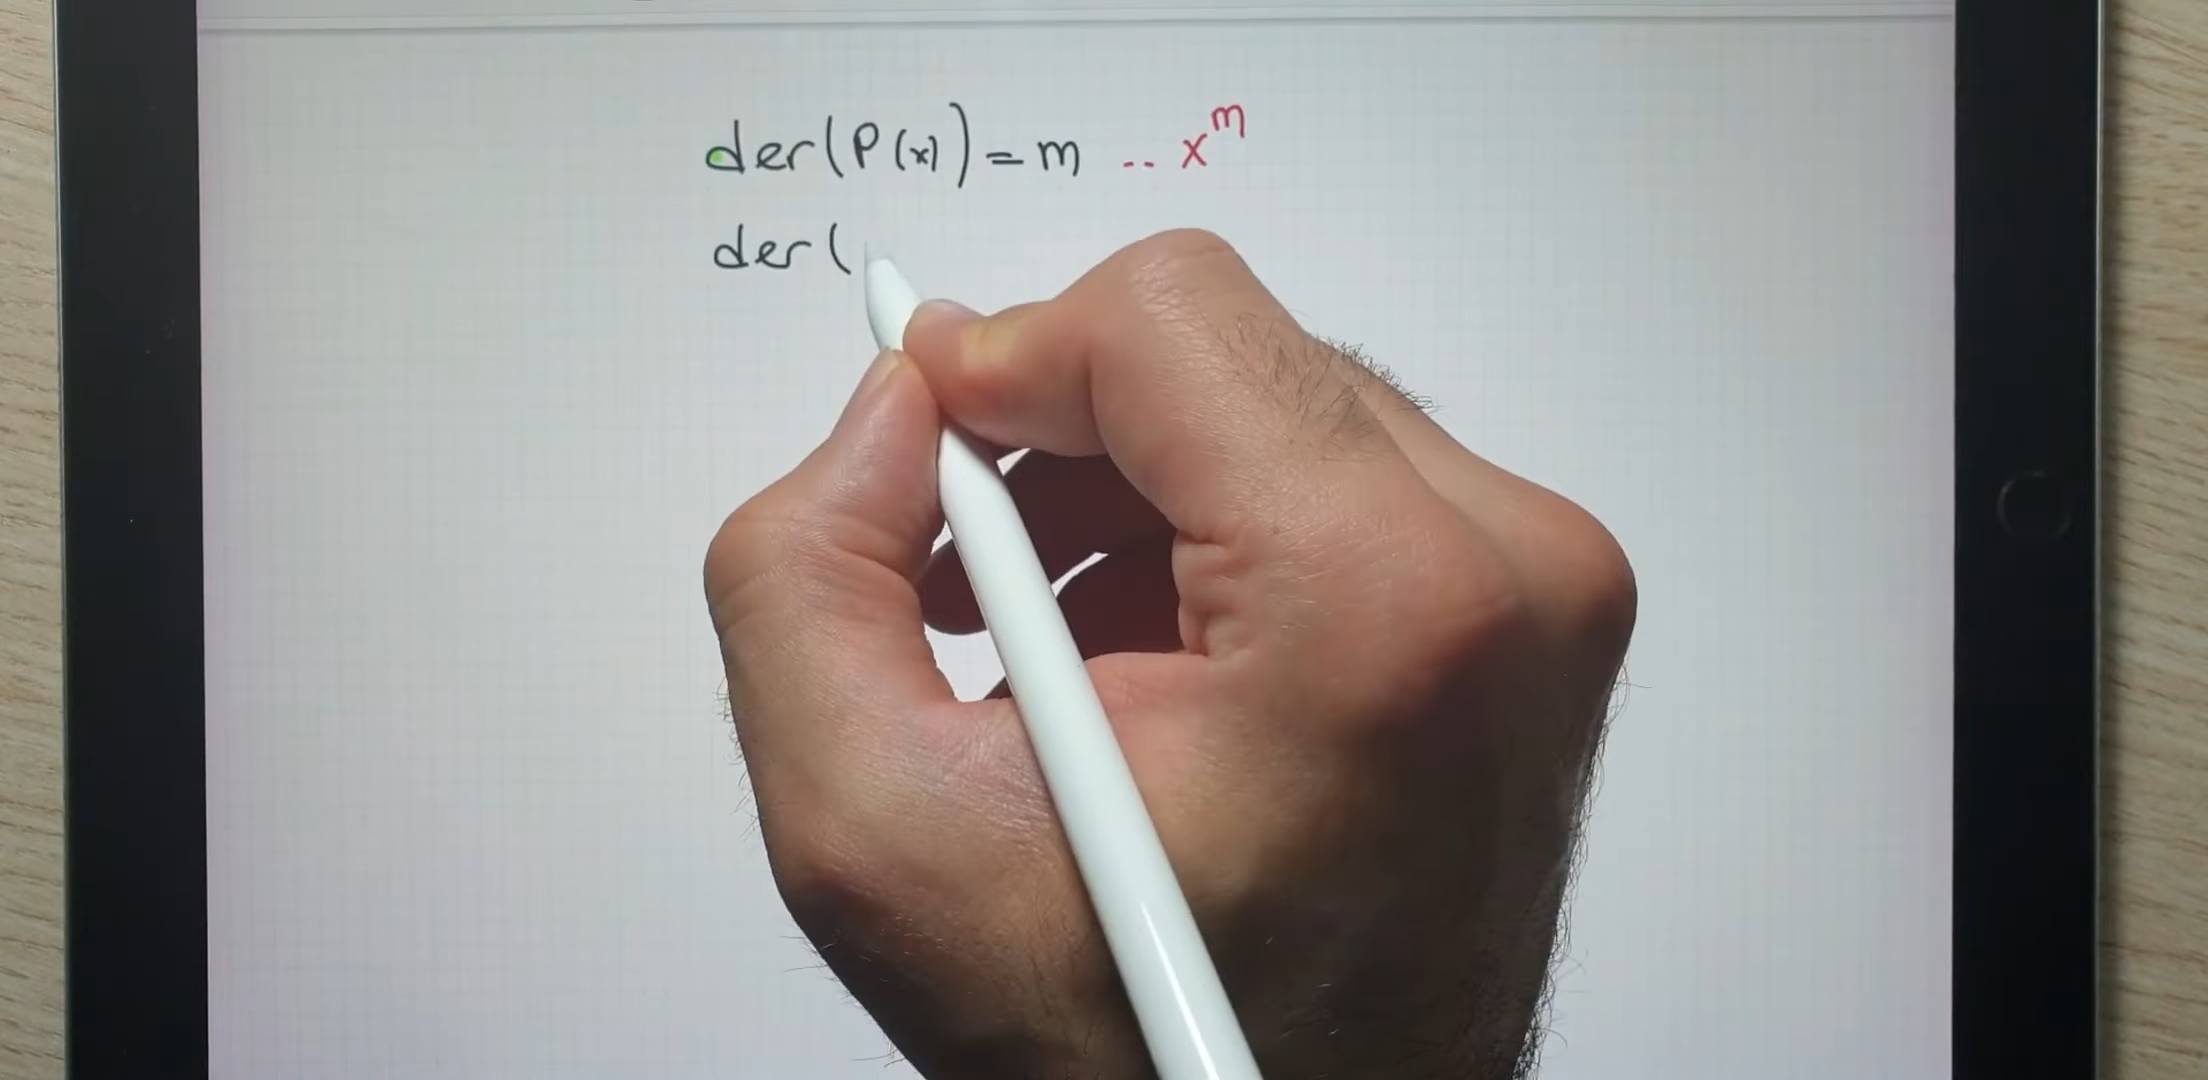 der(P(x))=m .. x^m
der(